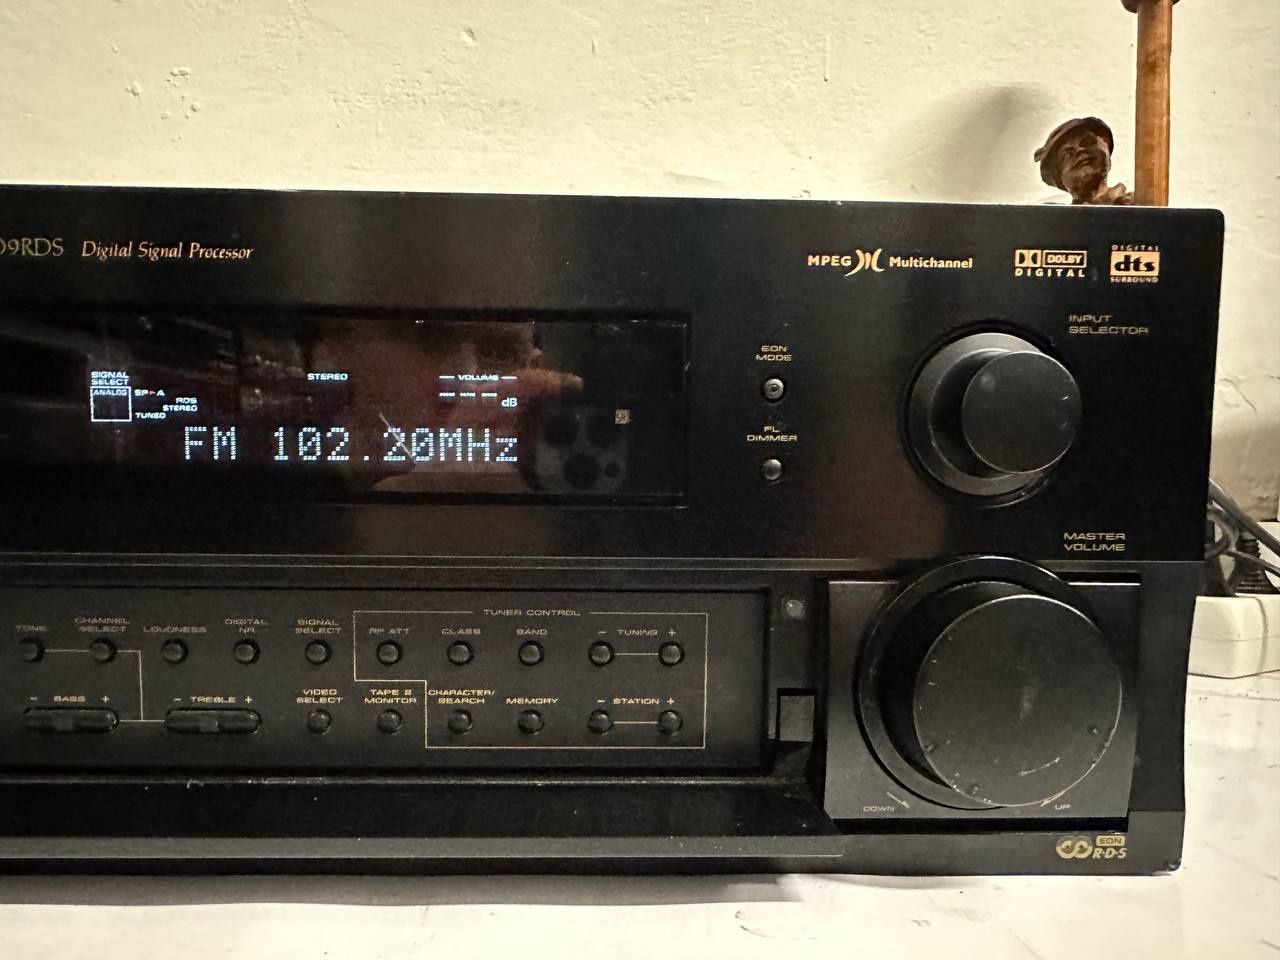 09RDS Digital Signal Processor
MPEG Multichannel
DOLBY
DIGITAL
DIGITAL
dts
SURROUND
INPUT
SELECTOR
EON
MODE
FL
DIMMER
SIGNAL
SELECT
ANALOG
SP►A
RDS
STEREO
TUNED
STEREO
VOLUME
--- --- --- dB
FM 102.20MHz
MASTER
VOLUME
TUNER CONTROL
TONE
CHANNEL
SELECT
LOUDNESS
DIGITAL
NR
SIGNAL
SELECT
RF ATT
CLASS
BAND
– TUNING +
– BASS +
– TREBLE +
VIDEO
SELECT
TAPE 2
MONITOR
CHARACTER/
SEARCH
MEMORY
– STATION +
DOWN
UP
EON
R·D·S